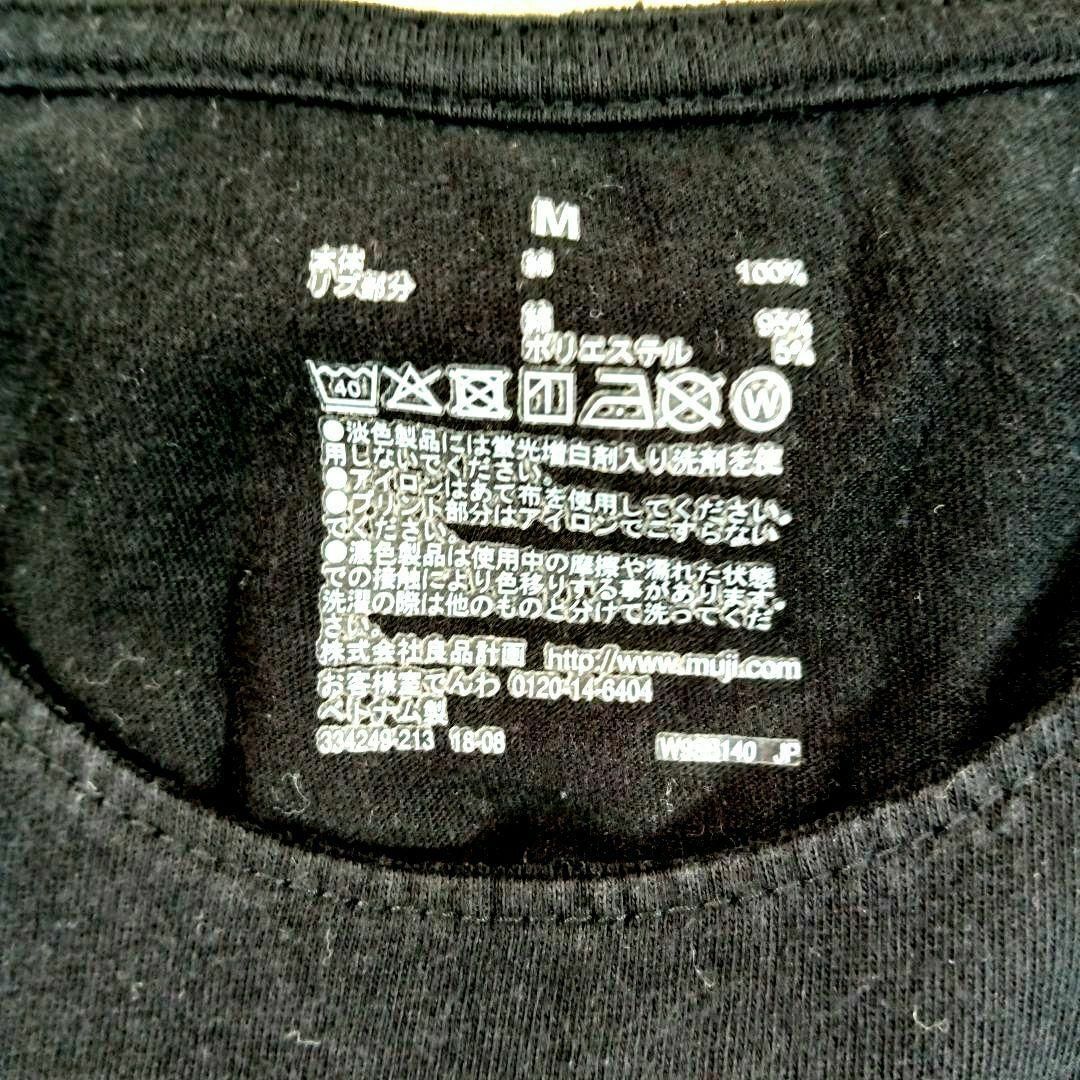 M
本体 綿 100%
リブ部分 綿 95%
ポリエステル 5%
40
W
●淡色製品には蛍光増白剤入り洗剤を使
用しないでください。
●アイロンはあて布を使用してください。
●プリント部分はアイロンでこすらない
でください。
●濃色製品は使用中の摩擦や濡れた状態
での接触により色移りする事があります。
洗濯の際は他のものと分けて洗ってくだ
さい。
株式会社良品計画 http://www.muji.com
お客様室でんわ 0120-14-6404
ベトナム製
334249-213 18-08
JP